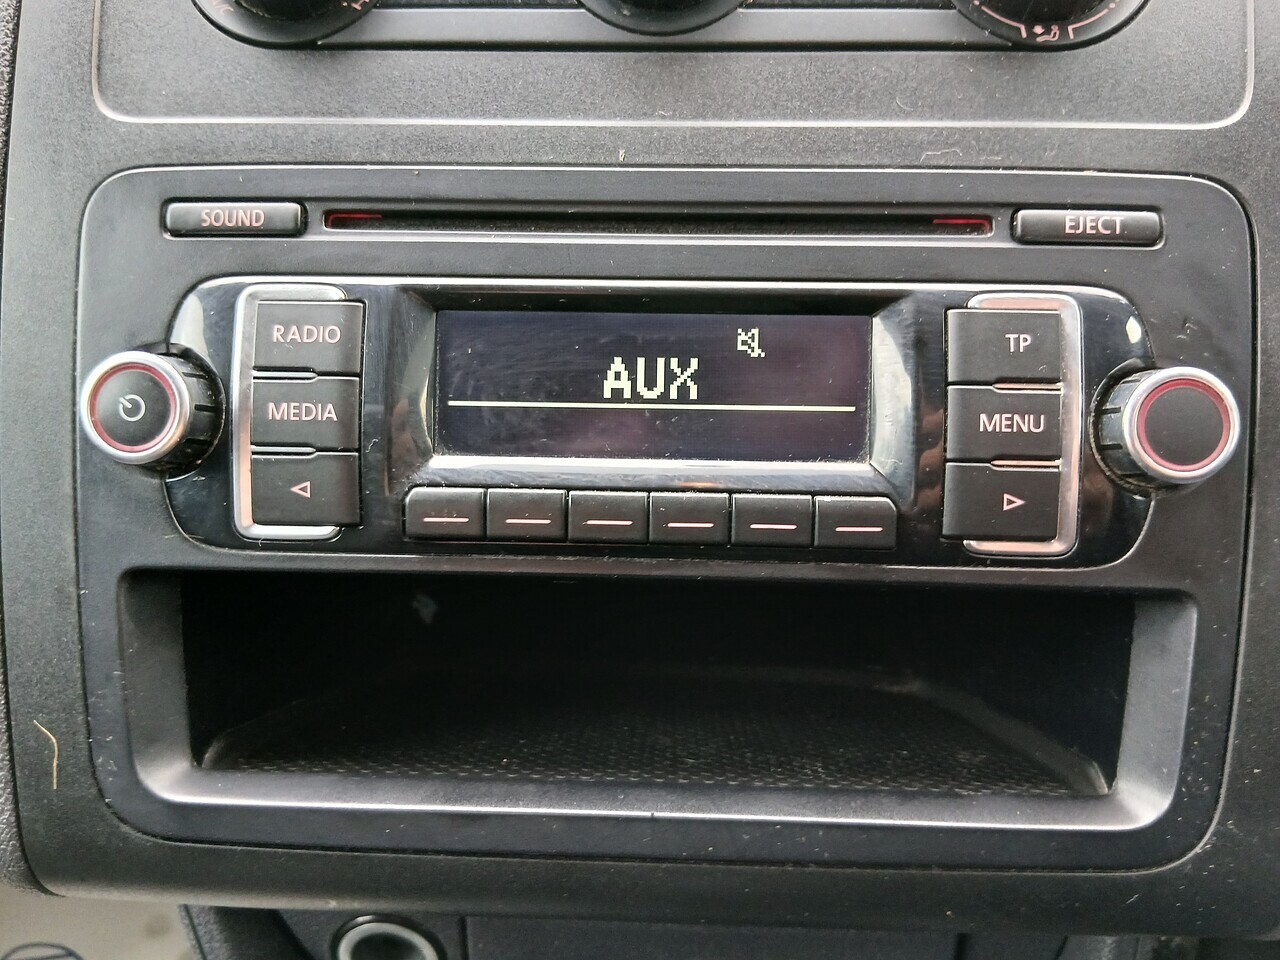 SOUND
EJECT
RADIO
TP
AUX
MEDIA
MENU